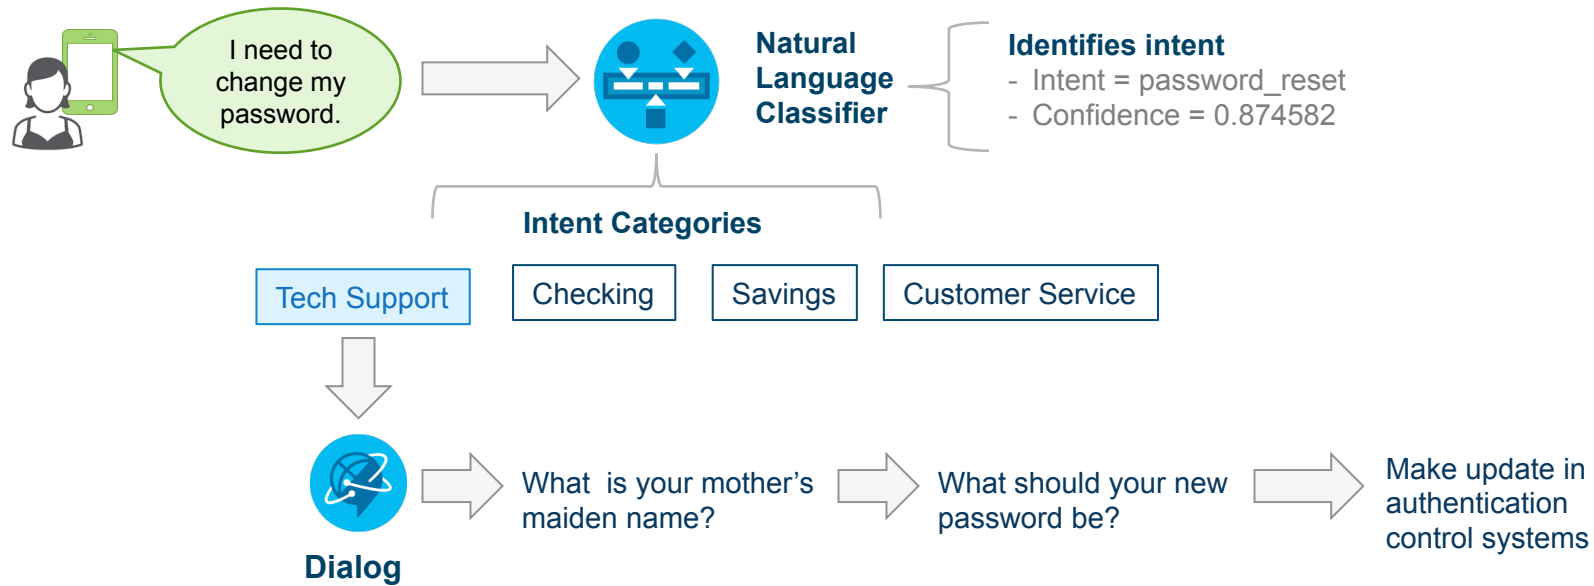 I need to
change my
password.
Natural
Language
Classifier
Identifies intent
- Intent = password_reset
- Confidence = 0.874582
Intent Categories
Tech Support
Checking
Savings
Customer Service
Dialog
What is your mother’s
maiden name?
What should your new
password be?
Make update in
authentication
control systems